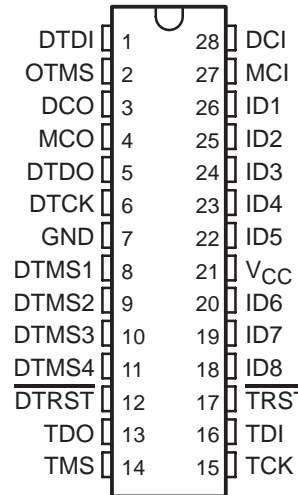 DTDI 1 28 DCI
OTMS 2 27 MCI
DCO 3 26 ID1
MCO 4 25 ID2
DTDO 5 24 ID3
DTCK 6 23 ID4
GND 7 22 ID5
DTMS1 8 21 VCC
DTMS2 9 20 ID6
DTMS3 10 19 ID7
DTMS4 11 18 ID8
DTRST 12 17 TRST
TDO 13 16 TDI
TMS 14 15 TCK